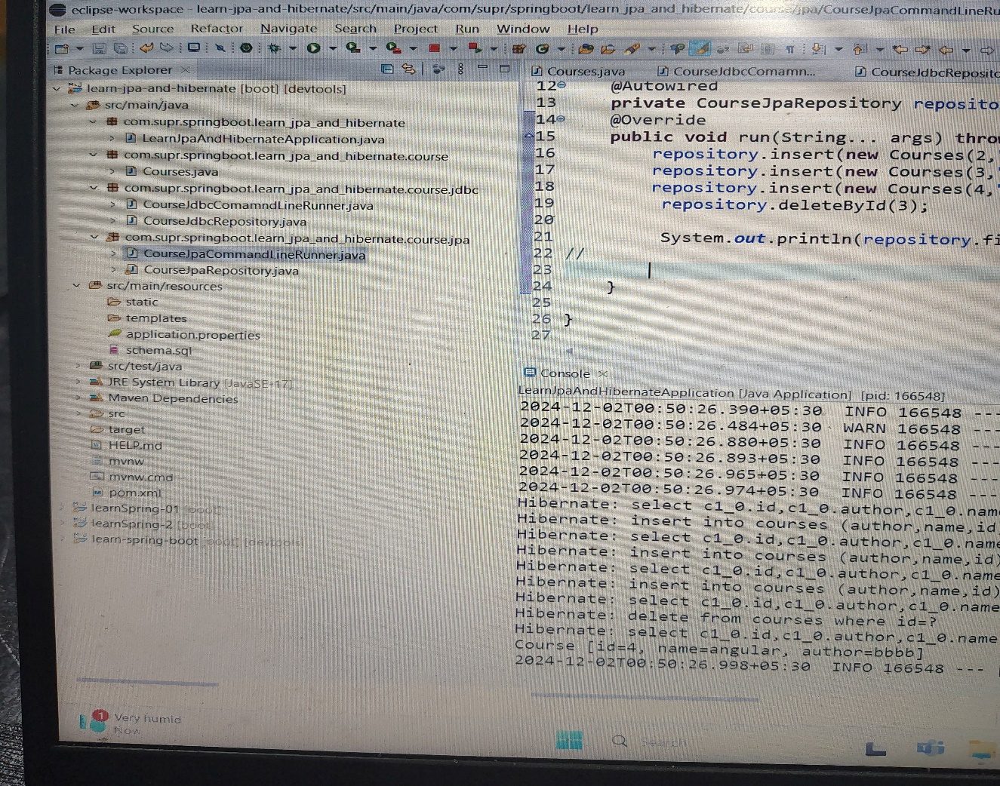 eclipse-workspace - learn-jpa-and-hibernate/src/main/java/com/supr/springboot/learn_jpa_and_hibernate/course/jpa/CourseJpaCommandLineRu
File Edit Source Refactor Navigate Search Project Run Window Help
Package Explorer
learn-jpa-and-hibernate [boot] [devtools]
src/main/java
com.supr.springboot.learn_jpa_and_hibernate
LearnJpaAndHibernateApplication.java
com.supr.springboot.learn_jpa_and_hibernate.course
Courses.java
com.supr.springboot.learn_jpa_and_hibernate.course.jdbc
CourseJdbcComamndLineRunner.java
CourseJdbcRepository.java
com.supr.springboot.learn_jpa_and_hibernate.course.jpa
CourseJpaCommandLineRunner.java
CourseJpaRepository.java
src/main/resources
static
templates
application.properties
schema.sql
src/test/java
JRE System Library [JavaSE-17]
Maven Dependencies
src
target
HELP.md
mvnw
mvnw.cmd
pom.xml
learnSpring-01 [boot]
learnSpring-2 [boot]
learn-spring-boot [boot] [devtools]
Courses.java CourseJdbcComamn... CourseJdbcReposito
12 @Autowired
13 private CourseJpaRepository reposito
14 @Override
15 public void run(String... args) thro
16 repository.insert(new Courses(2,
17 repository.insert(new Courses(3,
18 repository.insert(new Courses(4,
19 repository.deleteById(3);
20
21 System.out.println(repository.fi
22 //
23
24 }
25
26 }
27
Console
LearnJpaAndHibernateApplication [Java Application] [pid: 166548]
2024-12-02T00:50:26.390+05:30 INFO 166548 ---
2024-12-02T00:50:26.484+05:30 WARN 166548 ---
2024-12-02T00:50:26.880+05:30 INFO 166548 ---
2024-12-02T00:50:26.893+05:30 INFO 166548 ---
2024-12-02T00:50:26.965+05:30 INFO 166548 ---
2024-12-02T00:50:26.974+05:30 INFO 166548 ---
Hibernate: select c1_0.id,c1_0.author,c1_0.nam
Hibernate: insert into courses (author,name,id
Hibernate: select c1_0.id,c1_0.author,c1_0.name
Hibernate: insert into courses (author,name,id)
Hibernate: select c1_0.id,c1_0.author,c1_0.name
Hibernate: insert into courses (author,name,id)
Hibernate: select c1_0.id,c1_0.author,c1_0.name
Hibernate: delete from courses where id=?
Hibernate: select c1_0.id,c1_0.author,c1_0.name
Course [id=4, name=angular, author=bbbb]
2024-12-02T00:50:26.998+05:30 INFO 166548 ---
1
Very humid
Now
Search